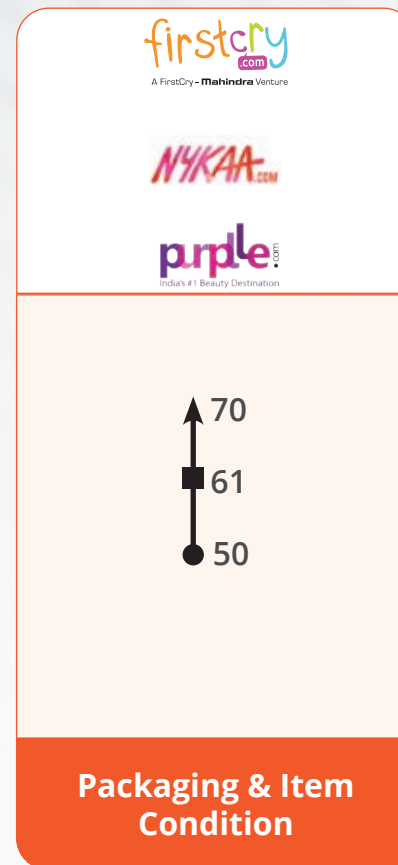 firstcry
.com
A FirstCry–Mahindra Venture
NYKAA.COM
purplle.com
India's #1 Beauty Destination
70
61
50
Packaging & Item
Condition